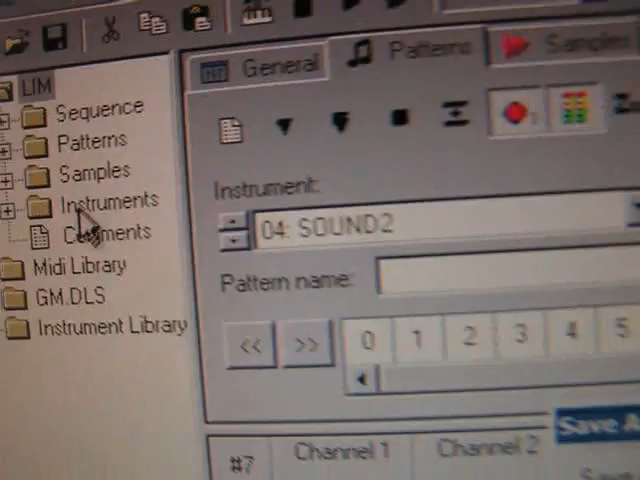 General
Patterns
Samples
LIM
Sequence
Patterns
Samples
Instruments
Comments
Midi Library
GM.DLS
Instrument Library
Instrument:
04: SOUND2
Pattern name:
<< >> 0 1 2 3 4 5
#7 Channel 1 Channel 2
Save